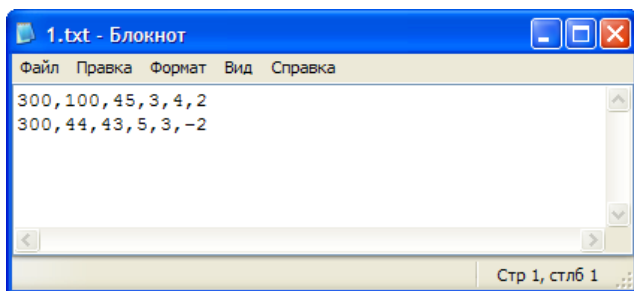 1.txt - Блокнот
Файл Правка Формат Вид Справка
300,100,45,3,4,2
300,44,43,5,3,-2
Стр 1, стлб 1